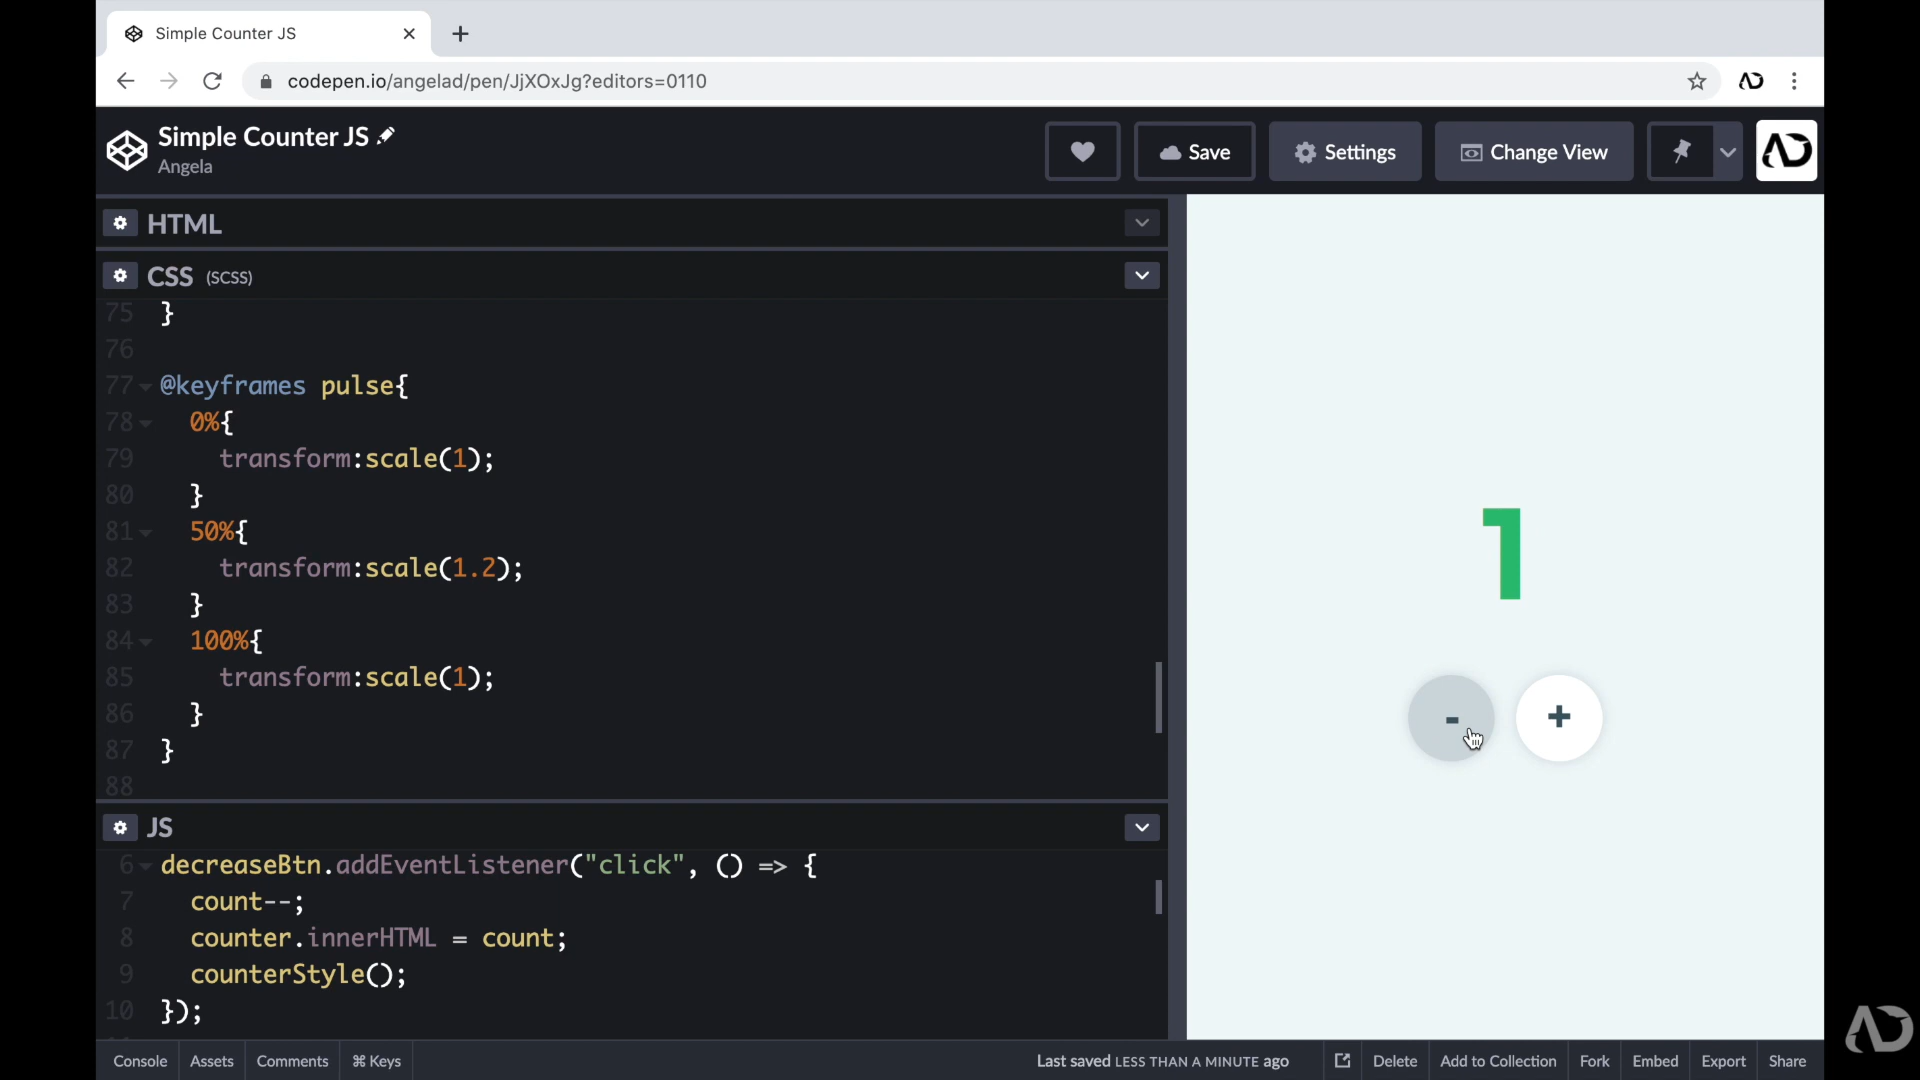 Simple Counter JS
codepen.io/angelad/pen/JjXOxJg?editors=0110
Simple Counter JS
Angela
Save
Settings
Change View
HTML
CSS (SCSS)
75 }
76
77 @keyframes pulse{
78 0%{
79 transform:scale(1);
80 }
81 50%{
82 transform:scale(1.2);
83 }
84 100%{
85 transform:scale(1);
86 }
87 }
88
1
- +
JS
6 decreaseBtn.addEventListener("click", () => {
7 count--;
8 counter.innerHTML = count;
9 counterStyle();
10 });
Console Assets Comments ⌘ Keys Last saved LESS THAN A MINUTE ago Delete Add to Collection Fork Embed Export Share